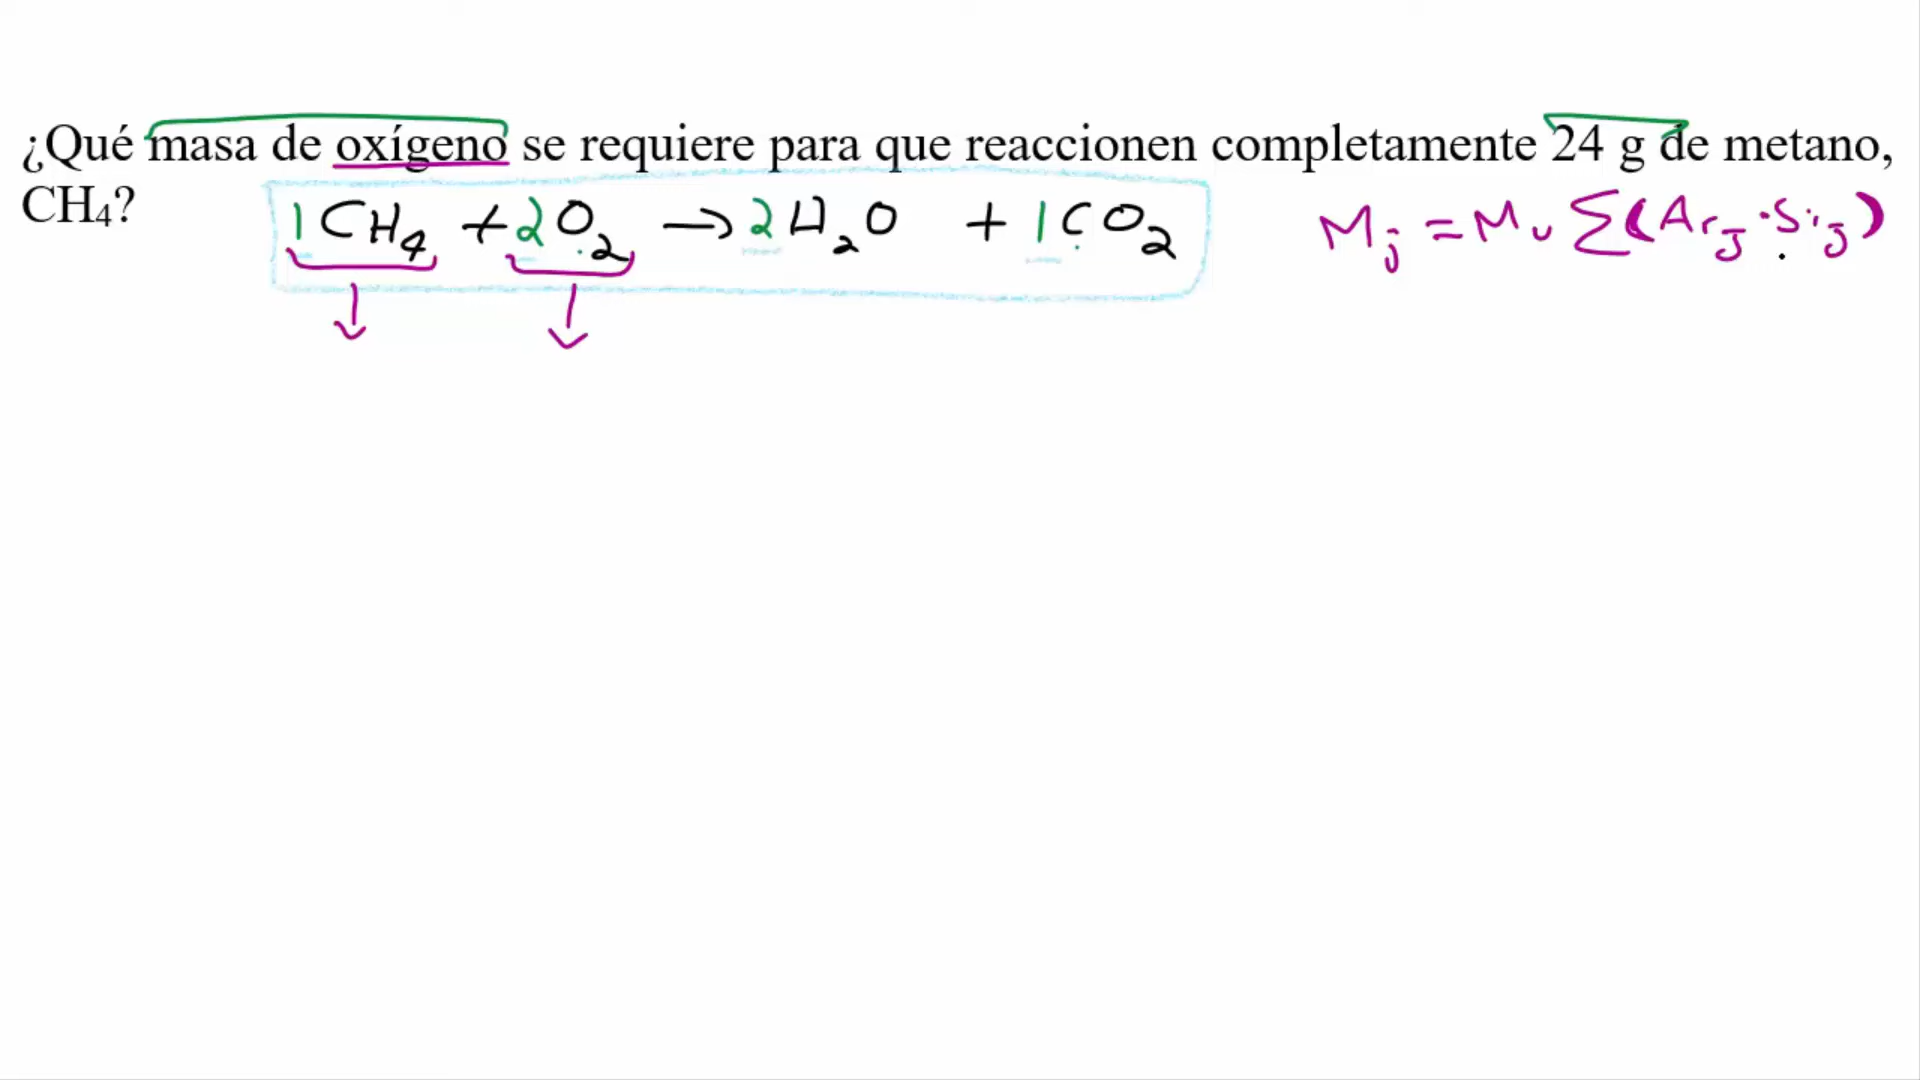 ¿Qué masa de oxígeno se requiere para que reaccionen completamente 24 g de metano,
CH₄?
1CH₄ + 2O₂ → 2H₂O + 1CO₂
Mⱼ = Mᵤ Σ(Arⱼ · Siⱼ)